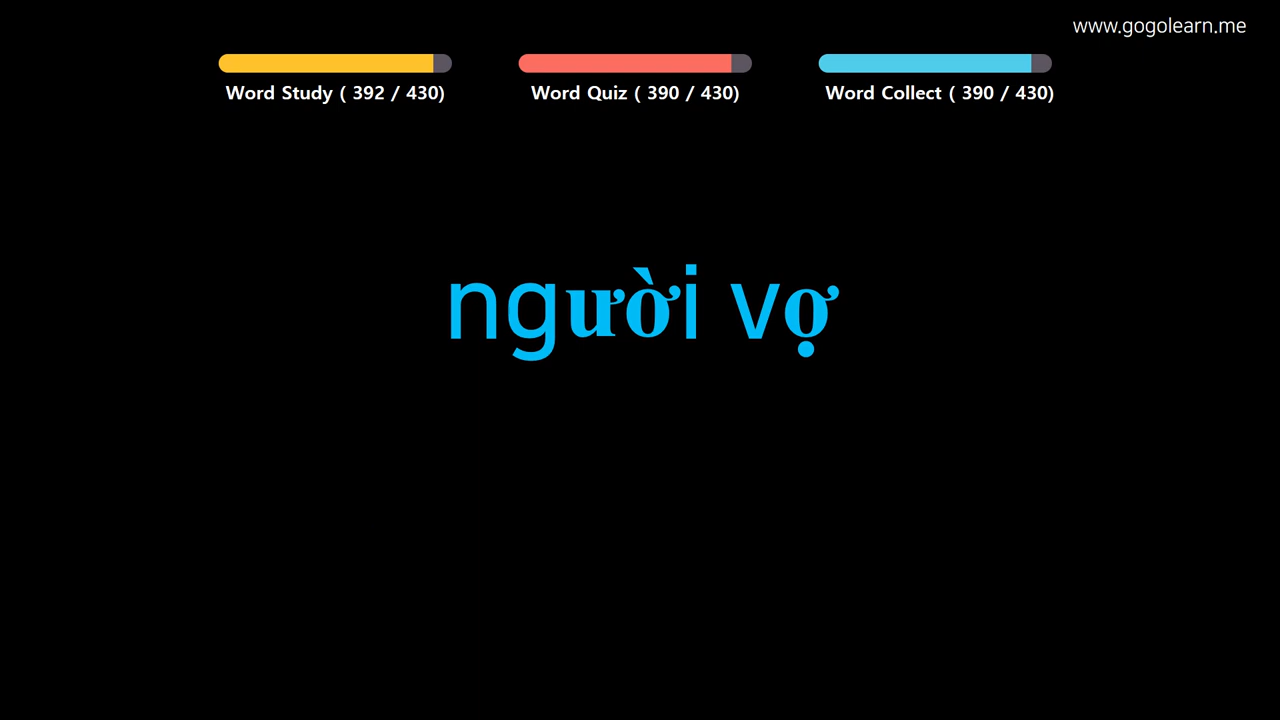 www.gogolearn.me
Word Study ( 392 / 430)
Word Quiz ( 390 / 430)
Word Collect ( 390 / 430)
người vợ